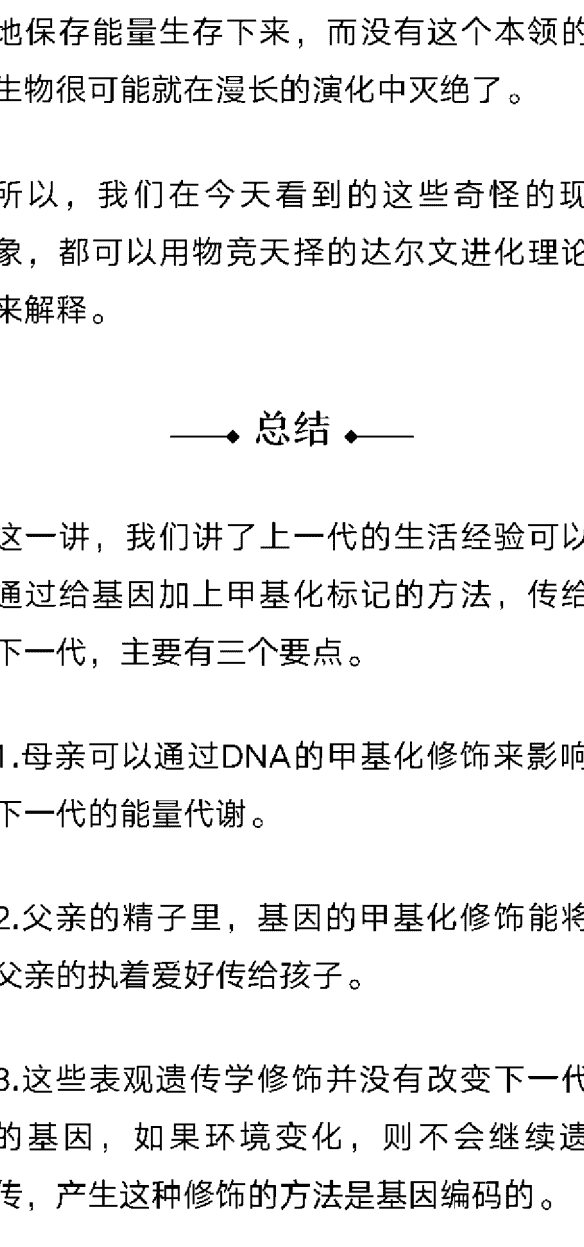 地保存能量生存下来，而没有这个本领的
生物很可能就在漫长的演化中灭绝了。
所以，我们在今天看到的这些奇怪的现
象，都可以用物竞天择的达尔文进化理论
来解释。
总结
这一讲，我们讲了上一代的生活经验可以
通过给基因加上甲基化标记的方法，传给
下一代，主要有三个要点。
1.母亲可以通过DNA的甲基化修饰来影响
下一代的能量代谢。
2.父亲的精子里，基因的甲基化修饰能将
父亲的执着爱好传给孩子。
3.这些表观遗传学修饰并没有改变下一代
的基因，如果环境变化，则不会继续遗
传，产生这种修饰的方法是基因编码的。